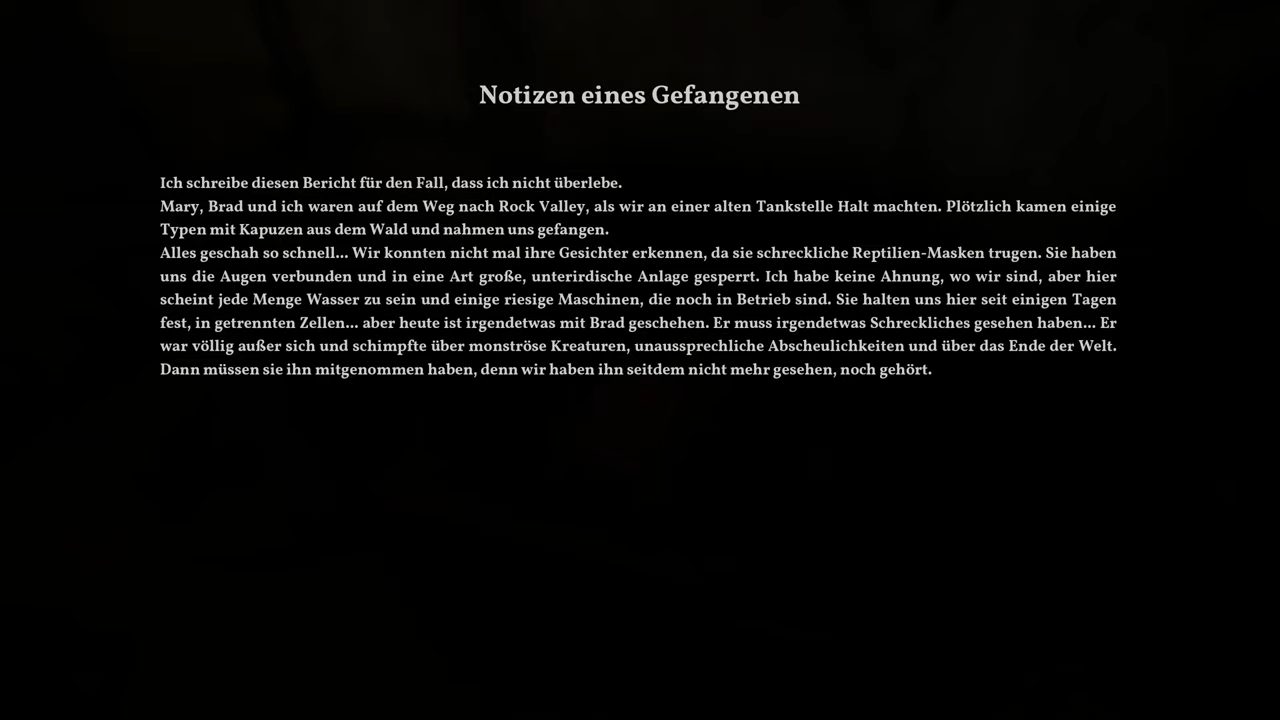 Notizen eines Gefangenen
Ich schreibe diesen Bericht für den Fall, dass ich nicht überlebe.
Mary, Brad und ich waren auf dem Weg nach Rock Valley, als wir an einer alten Tankstelle Halt machten. Plötzlich kamen einige
Typen mit Kapuzen aus dem Wald und nahmen uns gefangen.
Alles geschah so schnell... Wir konnten nicht mal ihre Gesichter erkennen, da sie schreckliche Reptilien-Masken trugen. Sie haben
uns die Augen verbunden und in eine Art große, unterirdische Anlage gesperrt. Ich habe keine Ahnung, wo wir sind, aber hier
scheint jede Menge Wasser zu sein und einige riesige Maschinen, die noch in Betrieb sind. Sie halten uns hier seit einigen Tagen
fest, in getrennten Zellen... aber heute ist irgendetwas mit Brad geschehen. Er muss irgendetwas Schreckliches gesehen haben... Er
war völlig außer sich und schimpfte über monströse Kreaturen, unaussprechliche Abscheulichkeiten und über das Ende der Welt.
Dann müssen sie ihn mitgenommen haben, denn wir haben ihn seitdem nicht mehr gesehen, noch gehört.